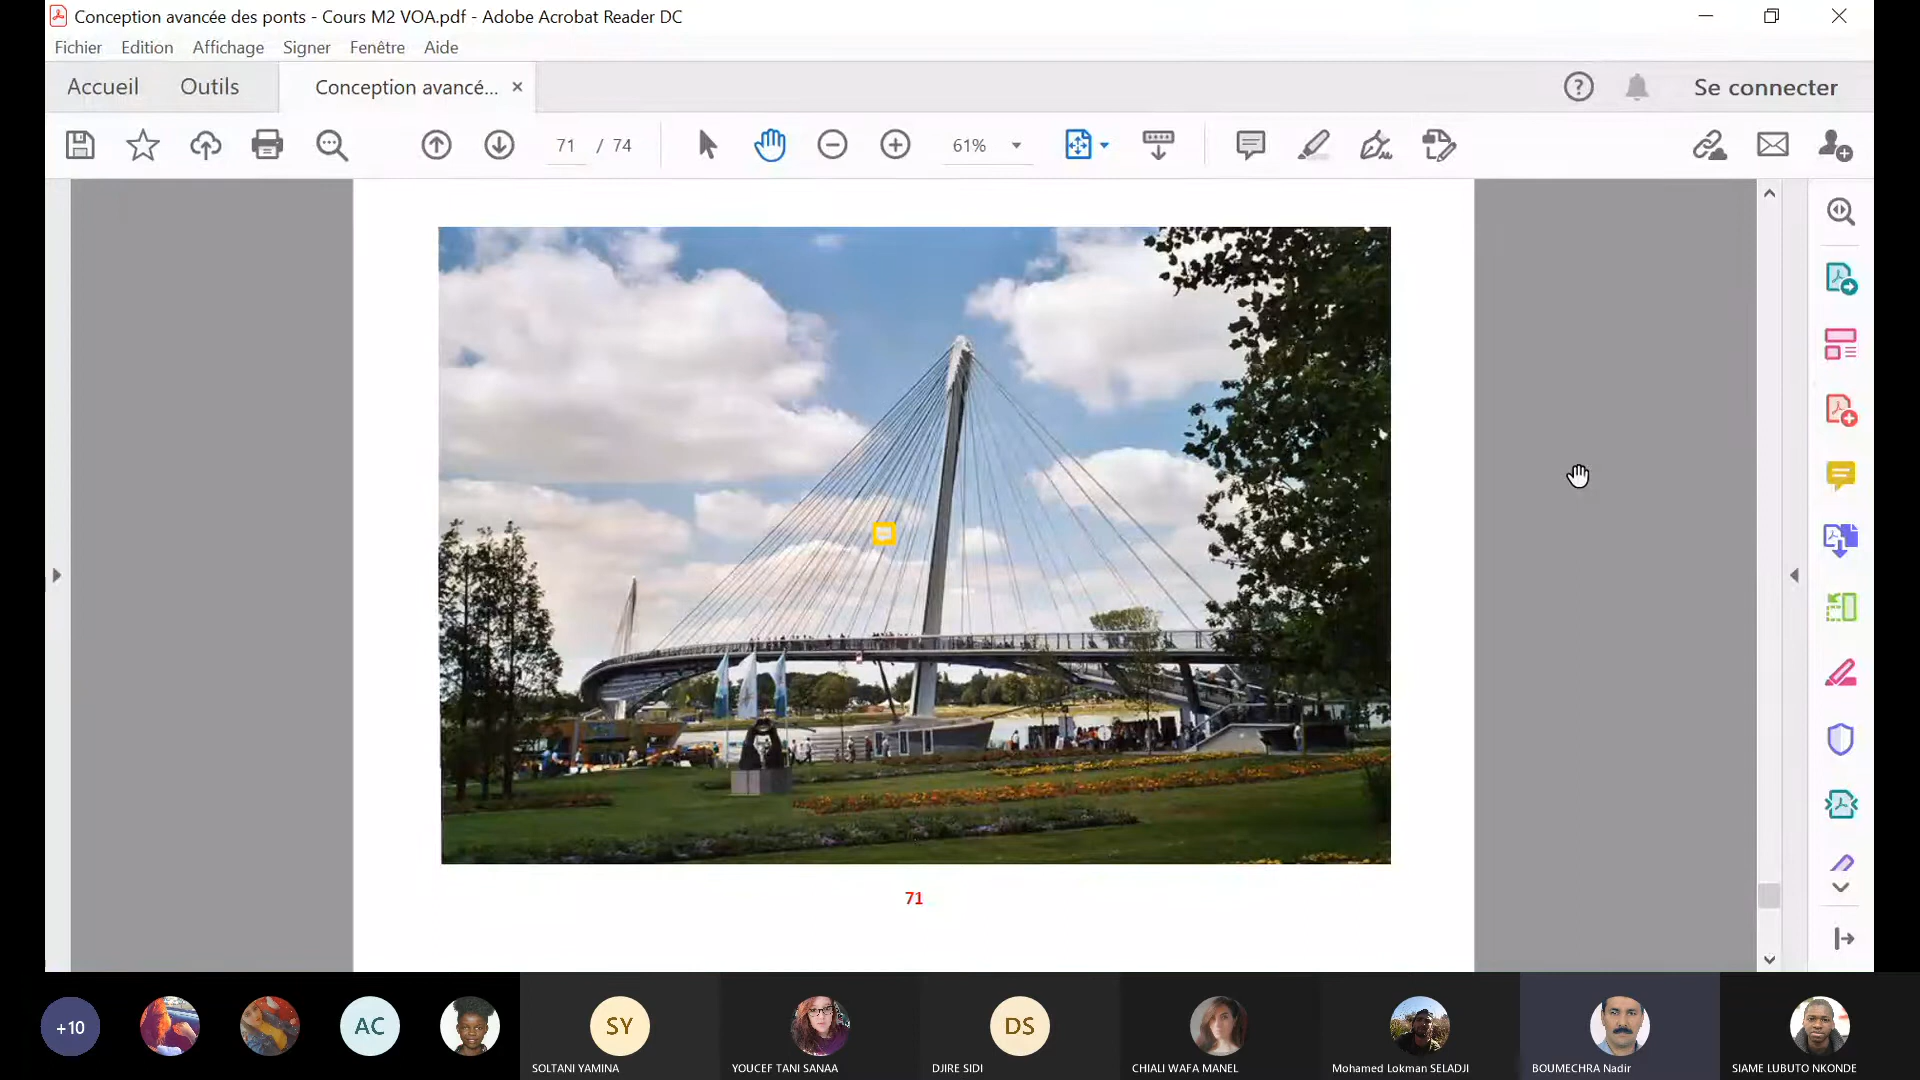 Conception avancée des ponts - Cours M2 VOA.pdf - Adobe Acrobat Reader DC
Fichier Edition Affichage Signer Fenêtre Aide
Accueil Outils Conception avancé... × Se connecter
71 / 74 61%
71
+10 AC SY DS
SOLTANI YAMINA YOUCEF TANI SANAA DJIRE SIDI CHIALI WAFA MANEL Mohamed Lokman SELADJI BOUMECHRA Nadir SIAME LUBUTO NKONDE